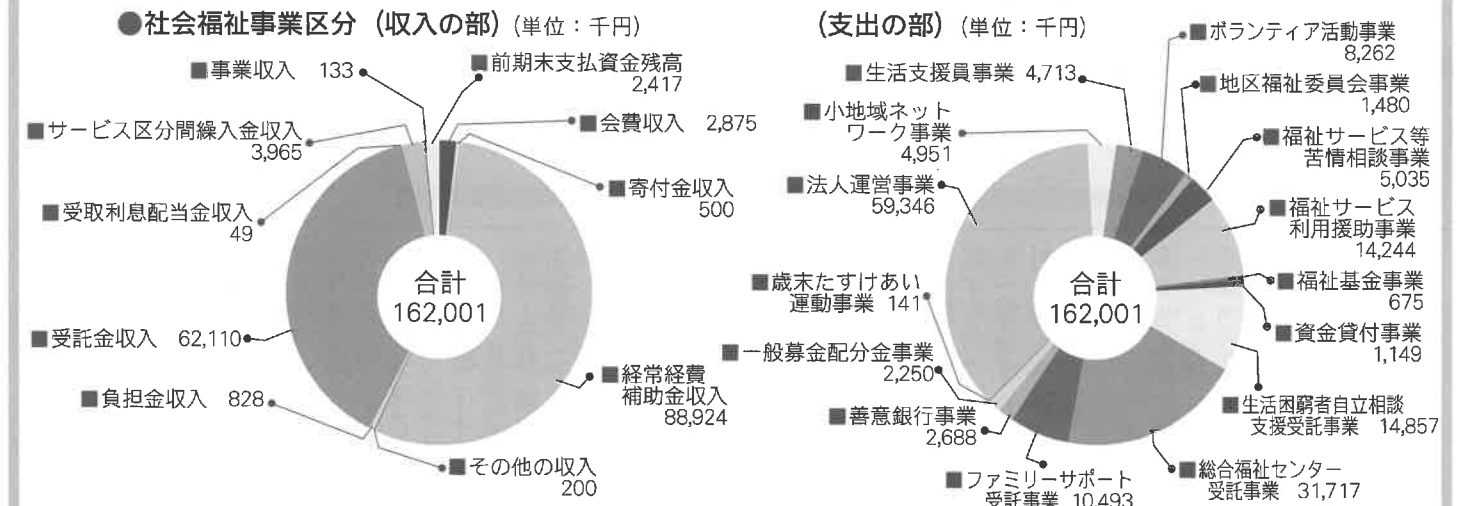 ●社会福祉事業区分（収入の部）(単位：千円)
■事業収入 133
■前期末支払資金残高
2,417
■サービス区分間繰入金収入
3,965
■会費収入 2,875
■寄付金収入
500
■受取利息配当金収入
49
合計
162,001
■受託金収入 62,110
■経常経費
補助金収入
88,924
■負担金収入 828
■その他の収入
200
（支出の部）(単位：千円)
■ボランティア活動事業
8,262
■生活支援員事業 4,713
■地区福祉委員会事業
1,480
■小地域ネット
ワーク事業
4,951
■福祉サービス等
苦情相談事業
5,035
■法人運営事業
59,346
■福祉サービス
利用援助事業
14,244
合計
162,001
■歳末たすけあい
運動事業 141
■福祉基金事業
675
■資金貸付事業
1,149
■一般募金配分金事業
2,250
■生活困窮者自立相談
支援受託事業 14,857
■善意銀行事業
2,688
■ファミリーサポート
受託事業 10,493
■総合福祉センター
受託事業 31,717